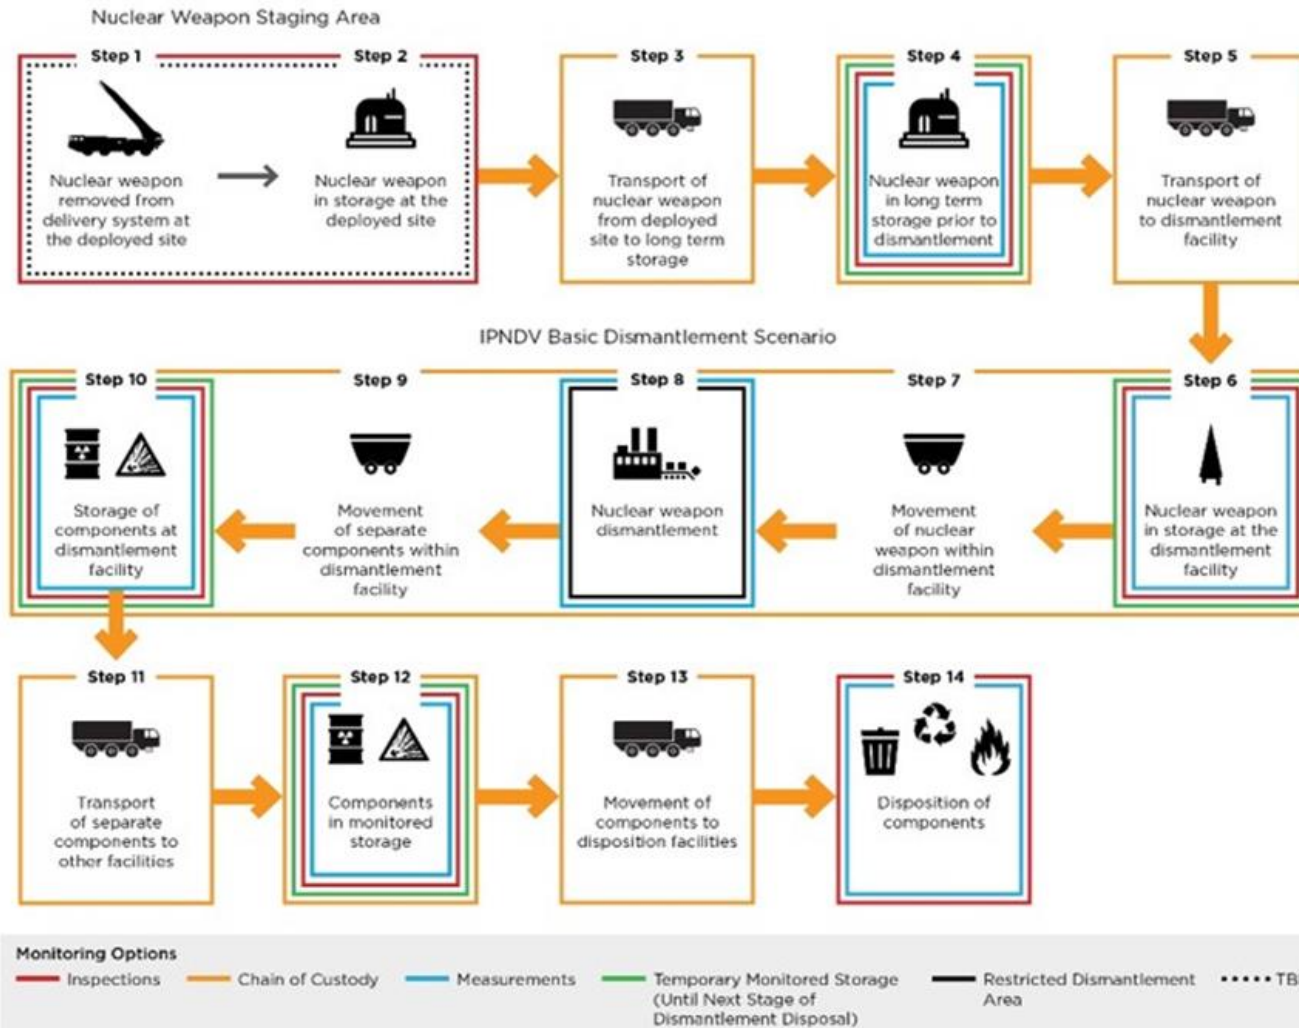 Nuclear Weapon Staging Area
Step 1
Nuclear weapon
removed from
delivery system at
the deployed site
Step 2
Nuclear weapon
in storage at the
deployed site
Step 3
Transport of
nuclear weapon
from deployed
site to long term
storage
Step 4
Nuclear weapon
in long term
storage prior to
dismantlement
Step 5
Transport of
nuclear weapon
to dismantlement
facility
IPNDV Basic Dismantlement Scenario
Step 10
Storage of
components at
dismantlement
facility
Step 9
Movement
of separate
components within
dismantlement
facility
Step 8
Nuclear weapon
dismantlement
Step 7
Movement
of nuclear
weapon within
dismantlement
facility
Step 6
Nuclear weapon
in storage at the
dismantlement
facility
Step 11
Transport
of separate
components to
other facilities
Step 12
Components
in monitored
storage
Step 13
Movement of
components to
disposition facilities
Step 14
Disposition of
components
Monitoring Options
Inspections
Chain of Custody
Measurements
Temporary Monitored Storage
(Until Next Stage of
Dismantlement Disposal)
Restricted Dismantlement
Area
TB